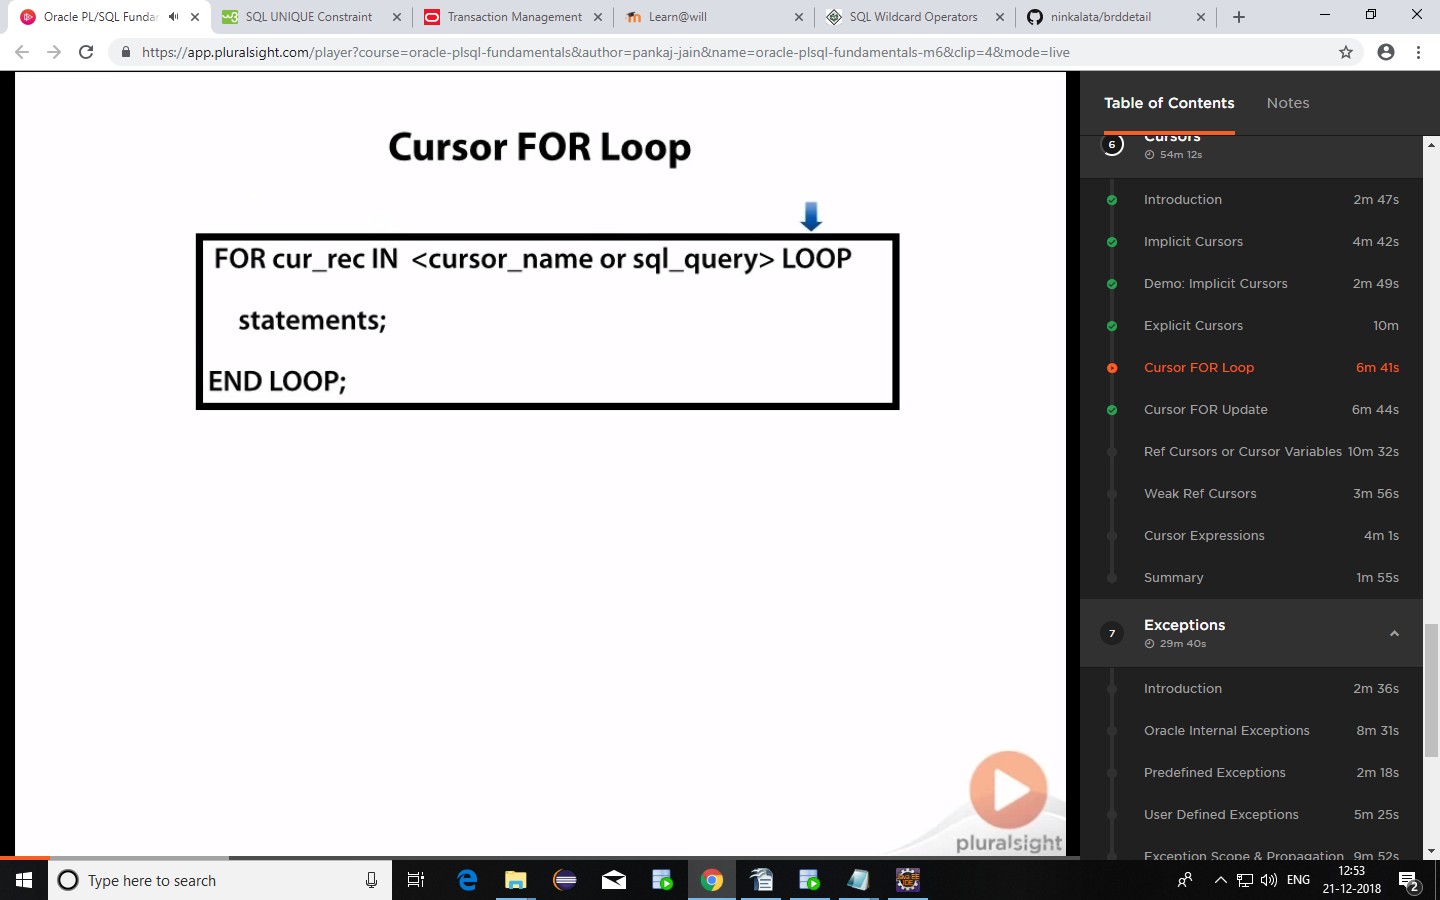 Oracle PL/SQL Fundar
SQL UNIQUE Constraint
Transaction Management
Learn@will
SQL Wildcard Operators
ninkalata/brddetail
https://app.pluralsight.com/player?course=oracle-plsql-fundamentals&author=pankaj-jain&name=oracle-plsql-fundamentals-m6&clip=4&mode=live
Cursor FOR Loop
FOR cur_rec IN <cursor_name or sql_query> LOOP
statements;
END LOOP;
pluralsight
Table of Contents
Notes
6
Cursors
54m 12s
Introduction 2m 47s
Implicit Cursors 4m 42s
Demo: Implicit Cursors 2m 49s
Explicit Cursors 10m
Cursor FOR Loop 6m 41s
Cursor FOR Update 6m 44s
Ref Cursors or Cursor Variables 10m 32s
Weak Ref Cursors 3m 56s
Cursor Expressions 4m 1s
Summary 1m 55s
7
Exceptions
29m 40s
Introduction 2m 36s
Oracle Internal Exceptions 8m 31s
Predefined Exceptions 2m 18s
User Defined Exceptions 5m 25s
Exception Scope & Propagation 9m 52s
Type here to search
ENG
12:53
21-12-2018
2